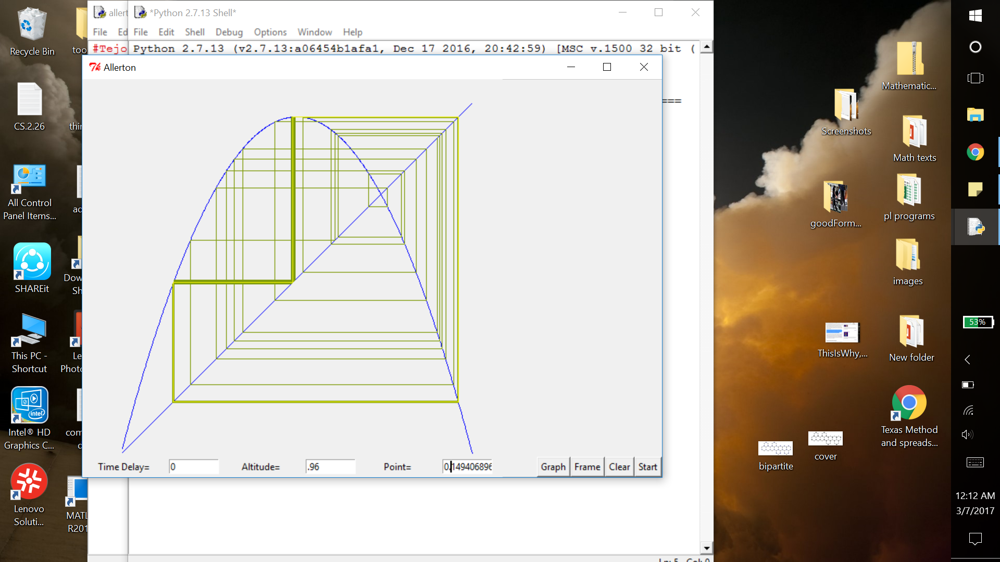 Recycle Bin
too
CS.2.26
thir
All Control
Panel Items...
ac
SHAREit
Dow
Sh
This PC -
Shortcut
Le
Photo
Intel® HD
Graphics C...
com
c
Lenovo
Soluti...
MATL
R201
intel
allert
File Ed
#Tejo
*Python 2.7.13 Shell*
File Edit Shell Debug Options Window Help
Python 2.7.13 (v2.7.13:a06454b1afa1, Dec 17 2016, 20:42:59) [MSC v.1500 32 bit (
===
Allerton
Time Delay= 0 Altitude= .96 Point= 0.149406896 Graph Frame Clear Start
Mathematic...
Screenshots
Math texts
goodForm...
pl programs
images
ThisIsWhy,...
New folder
Texas Method
and spreads...
bipartite
cover
53%
12:12 AM
3/7/2017